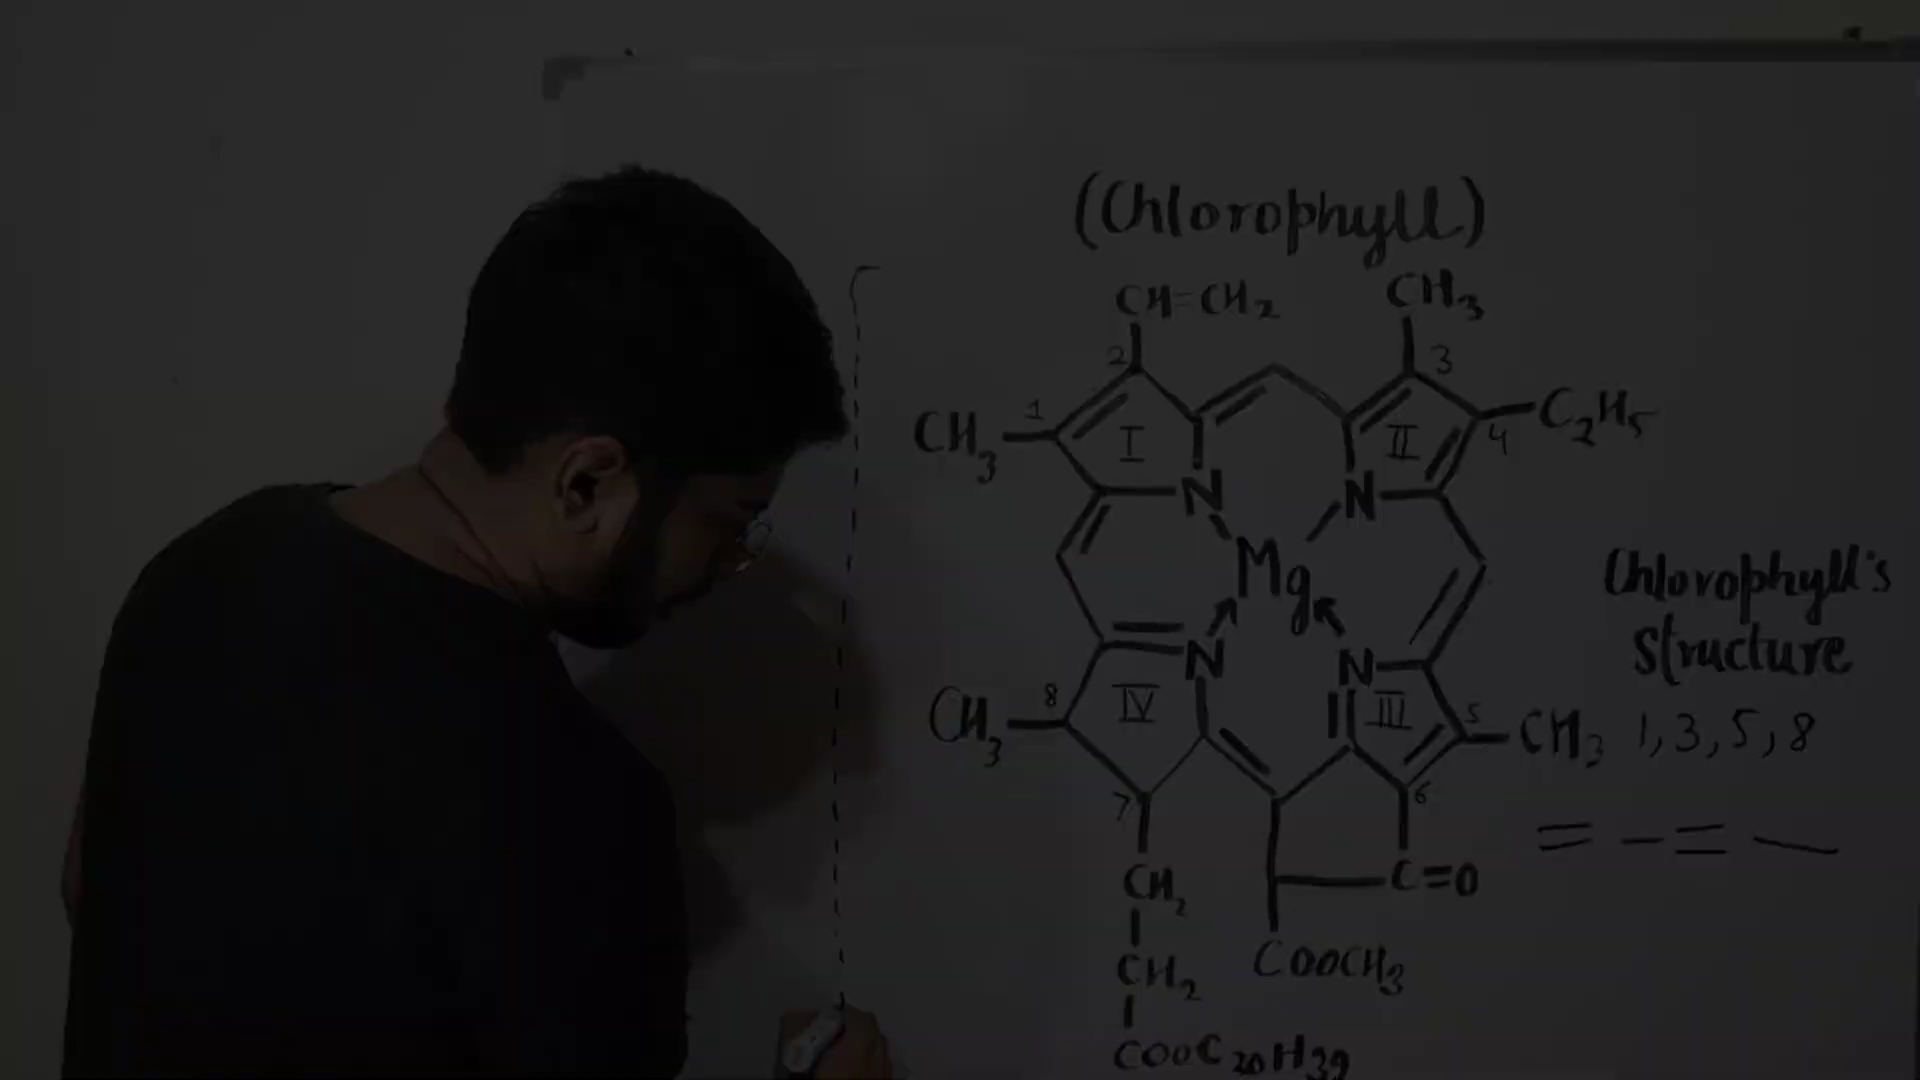 (Chlorophyll)
CH=CH2
CH3
2
3
CH3
1
I
II
4
C2H5
N
N
Mg
Chlorophyll's
structure
N
N
CH3
8
IV
III
5
CH3
1, 3, 5, 8
7
6
CH2
C=O
CH2
COOCH3
COOC20H39